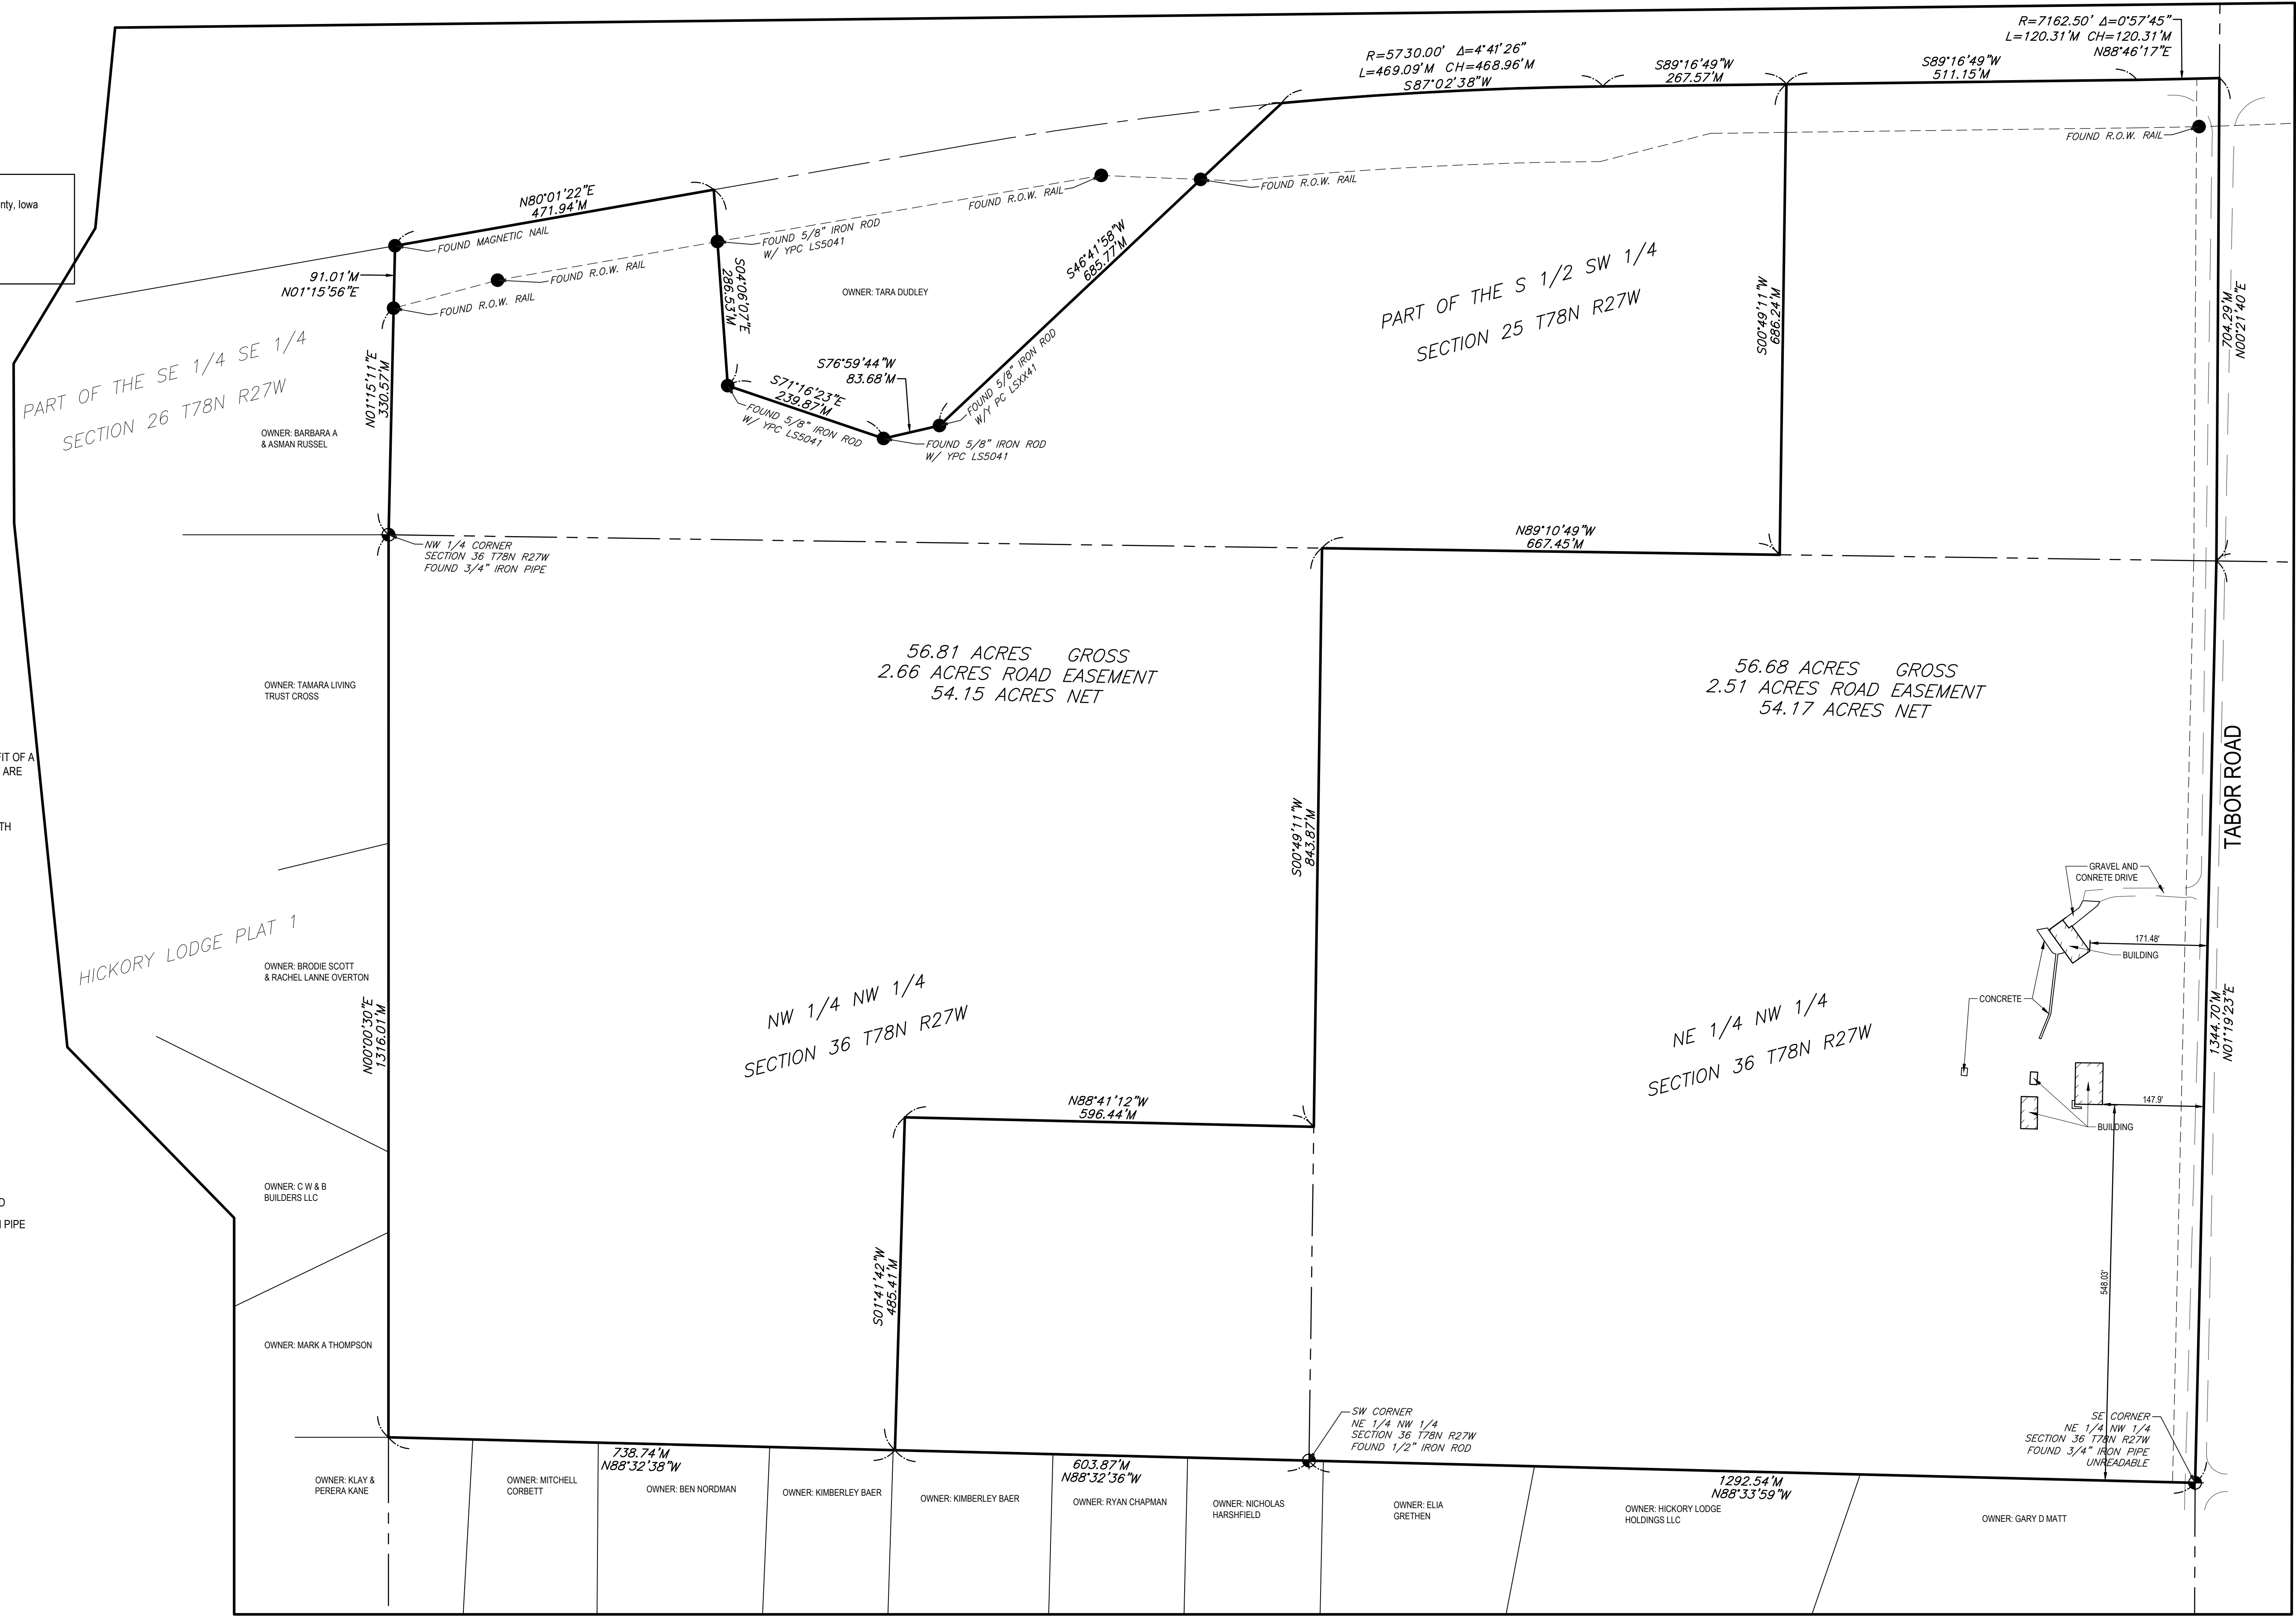 R=7162.50' Δ=0°57'45"
L=120.31'M CH=120.31'M
N88°46'17"E
R=5730.00' Δ=4°41'26"
L=469.09'M CH=468.96'M
S87°02'38"W
S89°16'49"W
267.57'M
S89°16'49"W
511.15'M
FOUND R.O.W. RAIL
nty, Iowa
N80°01'22"E
471.94'M
FOUND MAGNETIC NAIL
FOUND 5/8" IRON ROD
W/ YPC LS5041
FOUND R.O.W. RAIL
FOUND R.O.W. RAIL
FOUND R.O.W. RAIL
FOUND R.O.W. RAIL
91.01'M
N01°15'56"E
S04°06'07"E
286.53'M
OWNER: TARA DUDLEY
S46°41'58"W
685.77'M
PART OF THE S 1/2 SW 1/4
SECTION 25 T78N R27W
S00°49'11"W
686.24'M
704.29'M
N00°21'40"E
PART OF THE SE 1/4 SE 1/4
SECTION 26 T78N R27W
N01°15'11"E
330.57'M
OWNER: BARBARA A
& ASMAN RUSSEL
S76°59'44"W
83.68'M
S71°16'23"E
239.87'M
FOUND 5/8" IRON ROD
W/ YPC LS5041
FOUND 5/8" IRON ROD
W/Y PC LSXX41
FOUND 5/8" IRON ROD
W/ YPC LS5041
NW 1/4 CORNER
SECTION 36 T78N R27W
FOUND 3/4" IRON PIPE
N89°10'49"W
667.45'M
56.81 ACRES GROSS
2.66 ACRES ROAD EASEMENT
54.15 ACRES NET
56.68 ACRES GROSS
2.51 ACRES ROAD EASEMENT
54.17 ACRES NET
OWNER: TAMARA LIVING
TRUST CROSS
FIT OF A
ARE
TH
TABOR ROAD
S00°49'11"W
843.87'M
GRAVEL AND
CONRETE DRIVE
171.48'
BUILDING
CONCRETE
HICKORY LODGE PLAT 1
OWNER: BRODIE SCOTT
& RACHEL LANNE OVERTON
N00°00'30"E
1316.01'M
NW 1/4 NW 1/4
SECTION 36 T78N R27W
NE 1/4 NW 1/4
SECTION 36 T78N R27W
1344.70'M
N01°19'23"E
N88°41'12"W
596.44'M
147.9'
BUILDING
OWNER: C W & B
BUILDERS LLC
D
N PIPE
S01°41'42"W
485.41'M
548.03'
OWNER: MARK A THOMPSON
SW CORNER
NE 1/4 NW 1/4
SECTION 36 T78N R27W
FOUND 1/2" IRON ROD
SE CORNER
NE 1/4 NW 1/4
SECTION 36 T78N R27W
FOUND 3/4" IRON PIPE
UNREADABLE
738.74'M
N88°32'38"W
603.87'M
N88°32'36"W
1292.54'M
N88°33'59"W
OWNER: KLAY &
PERERA KANE
OWNER: MITCHELL
CORBETT
OWNER: BEN NORDMAN
OWNER: KIMBERLEY BAER
OWNER: KIMBERLEY BAER
OWNER: RYAN CHAPMAN
OWNER: NICHOLAS
HARSHFIELD
OWNER: ELIA
GRETHEN
OWNER: HICKORY LODGE
HOLDINGS LLC
OWNER: GARY D MATT